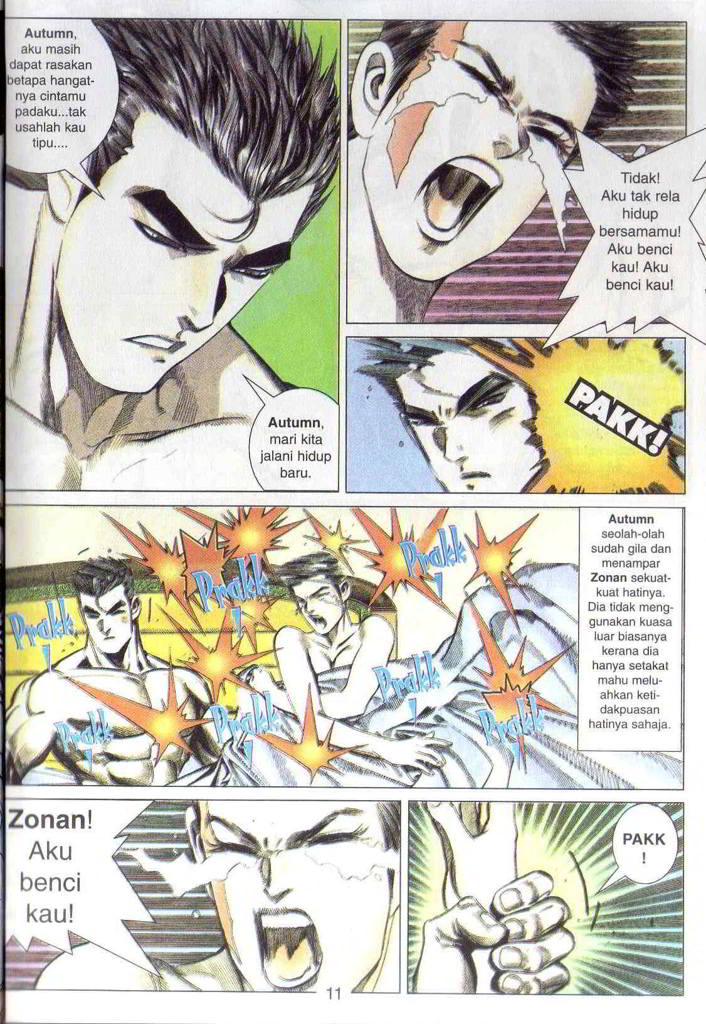 Autumn,
aku masih
dapat rasakan
betapa hangat-
nya cintamu
padaku...tak
usahlah kau
tipu....
Autumn,
mari kita
jalani hidup
baru.
Tidak!
Aku tak rela
hidup
bersamamu!
Aku benci
kau! Aku
benci kau!
PAKK!
Prakk
!
Prakk
!
Prakk
!
Prakk
!
Prakk
!
Prakk
!
Prakk
!
Prakk
!
Autumn
seolah-olah
sudah gila dan
menampar
Zonan sekuat-
kuat hatinya.
Dia tidak meng-
gunakan kuasa
luar biasanya
kerana dia
hanya setakat
mahu melu-
ahkan keti-
dakpuasan
hatinya sahaja.
Zonan!
Aku
benci
kau!
PAKK
!
11